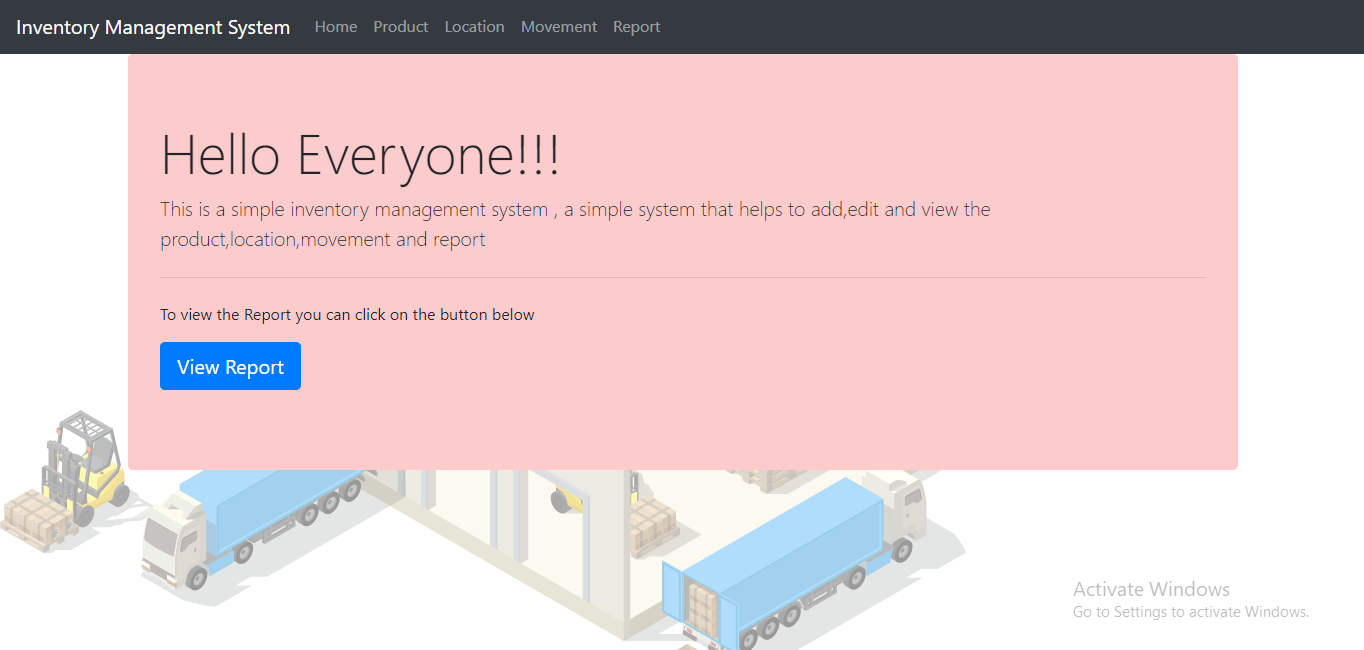 Inventory Management System Home Product Location Movement Report
Hello Everyone!!!
This is a simple inventory management system , a simple system that helps to add,edit and view the
product,location,movement and report
To view the Report you can click on the button below
View Report
Activate Windows
Go to Settings to activate Windows.